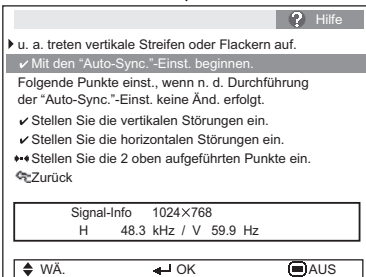 ? Hilfe
u. a. treten vertikale Streifen oder Flackern auf.
✔ Mit den “Auto-Sync.”-Einst. beginnen.
Folgende Punkte einst., wenn n. d. Durchführung
der “Auto-Sync.”-Einst. keine Änd. erfolgt.
✔ Stellen Sie die vertikalen Störungen ein.
✔ Stellen Sie die horizontalen Störungen ein.
Stellen Sie die 2 oben aufgeführten Punkte ein.
Zurück
Signal-Info 1024×768
H 48.3 kHz / V 59.9 Hz
WÄ. OK AUS